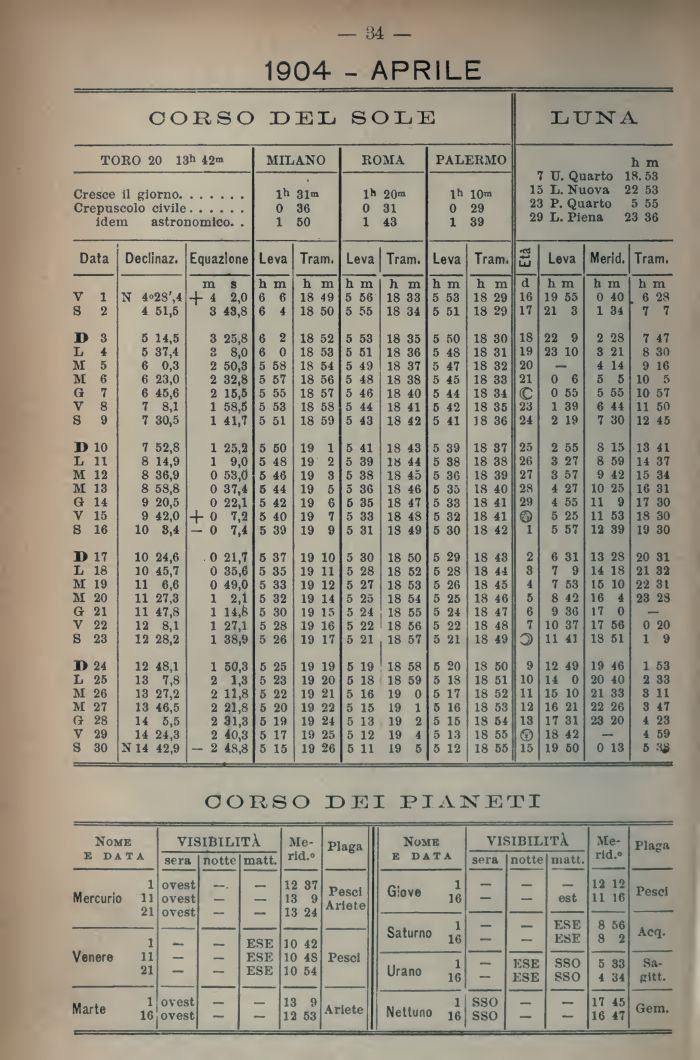 — 34 —
1904 - APRILE
CORSO DEL SOLE LUNA
TORO 20 13h 42m MILANO ROMA PALERMO
h m
7 U. Quarto 18.53
15 L. Nuova 22 53
23 P. Quarto 5 55
29 L. Piena 23 36
Cresce il giorno. . . . . . . 1h 31m 1h 20m 1h 10m
Crepuscolo civile . . . . . . 0 36 0 31 0 29
idem astronomico. . 1 50 1 43 1 39
Data Declinaz. Equazione Leva Tram. Leva Tram. Leva Tram. Età Leva Merid. Tram.
m s h m h m h m h m h m h m d h m h m h m
V 1 N 4°28',4 + 4 2,0 6 6 18 49 5 56 18 33 5 53 18 29 16 19 55 0 40 6 28
S 2 4 51,5 3 43,8 6 4 18 50 5 55 18 34 5 51 18 29 17 21 3 1 34 7 7
D 3 5 14,5 3 25,8 6 2 18 52 5 53 18 35 5 50 18 30 18 22 9 2 28 7 47
L 4 5 37,4 3 8,0 6 0 18 53 5 51 18 36 5 48 18 31 19 23 10 3 21 8 30
M 5 6 0,3 2 50,3 5 58 18 54 5 49 18 37 5 47 18 32 20 — 4 14 9 16
M 6 6 23,0 2 32,8 5 57 18 56 5 48 18 38 5 45 18 33 21 0 6 5 5 10 5
G 7 6 45,6 2 15,5 5 55 18 57 5 46 18 40 5 44 18 34 ☾ 0 55 5 55 10 57
V 8 7 8,1 1 58,5 5 53 18 58 5 44 18 41 5 42 18 35 23 1 39 6 44 11 50
S 9 7 30,5 1 41,7 5 51 18 59 5 43 18 42 5 41 18 36 24 2 19 7 30 12 45
D 10 7 52,8 1 25,2 5 50 19 1 5 41 18 43 5 39 18 37 25 2 55 8 15 13 41
L 11 8 14,9 1 9,0 5 48 19 2 5 39 18 44 5 38 18 38 26 3 27 8 59 14 37
M 12 8 36,9 0 53,0 5 46 19 3 5 38 18 45 5 36 18 39 27 3 57 9 42 15 34
M 13 8 58,8 0 37,4 5 44 19 5 5 36 18 46 5 35 18 40 28 4 27 10 25 16 31
G 14 9 20,5 0 22,1 5 42 19 6 5 35 18 47 5 33 18 41 29 4 55 11 9 17 30
V 15 9 42,0 + 0 7,2 5 40 19 7 5 33 18 48 5 32 18 41 5 25 11 53 18 30
S 16 10 3,4 — 0 7,4 5 39 19 9 5 31 18 49 5 30 18 42 1 5 57 12 39 19 30
D 17 10 24,6 0 21,7 5 37 19 10 5 30 18 50 5 29 18 43 2 6 31 13 28 20 31
L 18 10 45,7 0 35,6 5 35 19 11 5 28 18 52 5 28 18 44 3 7 9 14 18 21 32
M 19 11 6,6 0 49,0 5 33 19 12 5 27 18 53 5 26 18 45 4 7 53 15 10 22 31
M 20 11 27,3 1 2,1 5 32 19 14 5 25 18 54 5 25 18 46 5 8 42 16 4 23 28
G 21 11 47,8 1 14,8 5 30 19 15 5 24 18 55 5 24 18 47 6 9 36 17 0 —
V 22 12 8,1 1 27,1 5 28 19 16 5 22 18 56 5 22 18 48 7 10 37 17 56 0 20
S 23 12 28,2 1 38,9 5 26 19 17 5 21 18 57 5 21 18 49 ☽ 11 41 18 51 1 9
D 24 12 48,1 1 50,3 5 25 19 19 5 19 18 58 5 20 18 50 9 12 49 19 46 1 53
L 25 13 7,8 2 1,3 5 23 19 20 5 18 18 59 5 18 18 51 10 14 0 20 40 2 33
M 26 13 27,2 2 11,8 5 22 19 21 5 16 19 0 5 17 18 52 11 15 10 21 33 3 11
M 27 13 46,5 2 21,8 5 20 19 22 5 15 19 1 5 16 18 53 12 16 21 22 26 3 47
G 28 14 5,5 2 31,3 5 19 19 24 5 13 19 2 5 15 18 54 13 17 31 23 20 4 23
V 29 14 24,3 2 40,3 5 17 19 25 5 12 19 4 5 13 18 55 18 42 — 4 59
S 30 N 14 42,9 — 2 48,8 5 15 19 26 5 11 19 5 5 12 18 55 15 19 50 0 13 5 38
CORSO DEI PIANETI
NOME E DATA VISIBILITÀ Merid.º Plaga NOME E DATA VISIBILITÀ Merid.º Plaga
sera notte matt. sera notte matt.
Mercurio 1 ovest — — 12 37 Pesci
11 ovest — — 13 9 Ariete
21 ovest — — 13 24
Venere 1 — — ESE 10 42
11 — — ESE 10 48 Pesci
21 — — ESE 10 54
Marte 1 ovest — — 13 9 Ariete
16 ovest — — 12 53
Giove 1 — — — 12 12 Pesci
16 — — est 11 16
Saturno 1 — — ESE 8 56 Acq.
16 — — ESE 8 2
Urano 1 — ESE SSO 5 33 Sa-
16 — ESE SSO 4 34 gitt.
Nettuno 1 SSO — — 17 45 Gem.
16 SSO — — 16 47